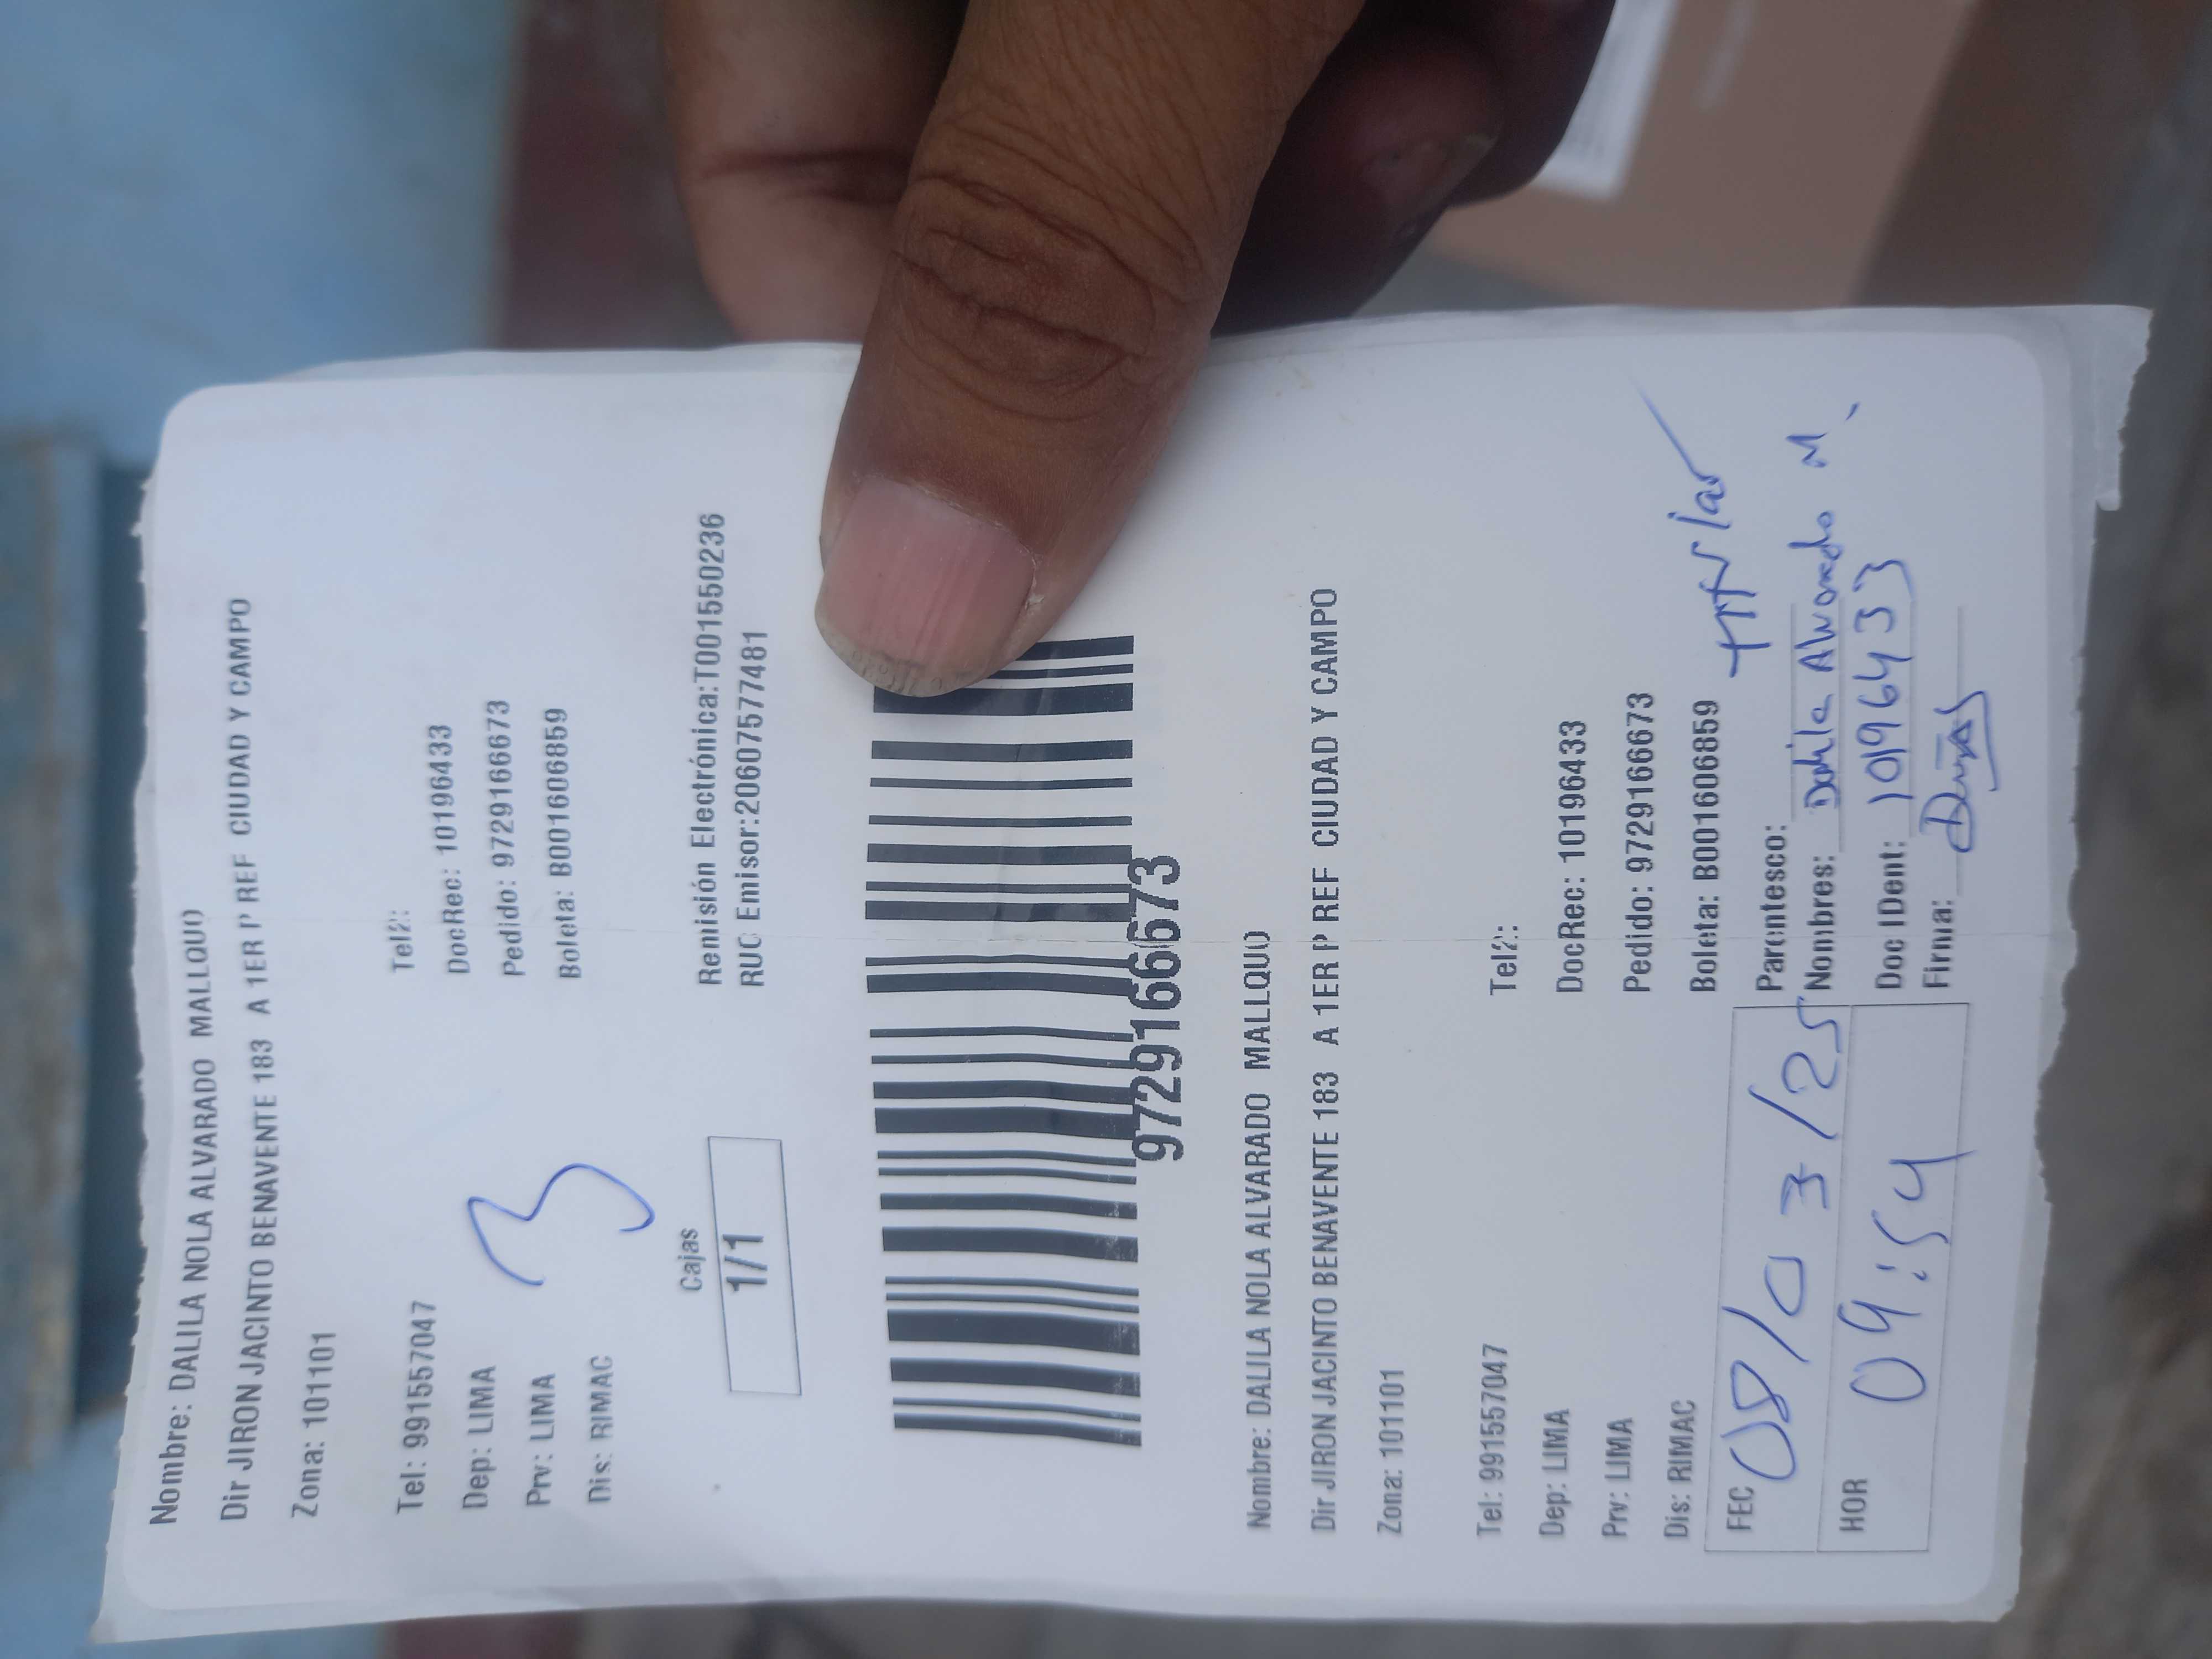 Nombre: DALILA NOLA ALVARADO MALLQUI
Dir JIRON JACINTO BENAVENTE 183 A 1ER P REF CIUDAD Y CAMPO
Zona: 101101
Tel: 991557047 Tel2:
Dep: LIMA DocRec: 10196433
Prv: LIMA Pedido: 9729166673
Dis: RIMAC Boleta: B001606859
3
Cajas
1/1
Remisión Electrónica:T001550236
RUC Emisor:20607577481
9729166673
Nombre: DALILA NOLA ALVARADO MALLQUI
Dir JIRON JACINTO BENAVENTE 183 A 1ER P REF CIUDAD Y CAMPO
Zona: 101101
Tel: 991557047 Tel2:
Dep: LIMA DocRec: 10196433
Prv: LIMA Pedido: 9729166673
Dis: RIMAC Boleta: B001606859
FEC 08/03/25
HOR 09:54
Parentesco:
Nombres: Dalila Alvarado M.
Doc IDent: 10196433
Firma: